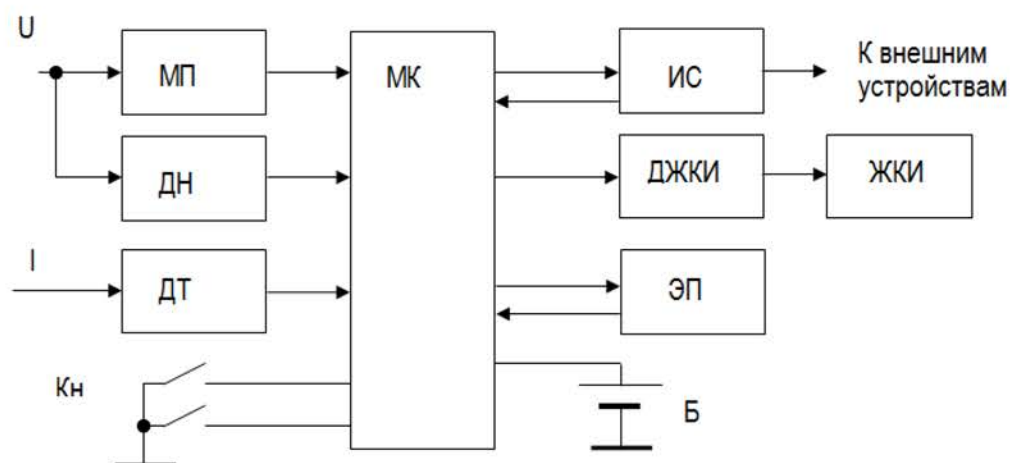 U
МП
МК
ИС
К внешним
устройствам
ДН
ДЖКИ
ЖКИ
I
ДТ
ЭП
Кн
Б